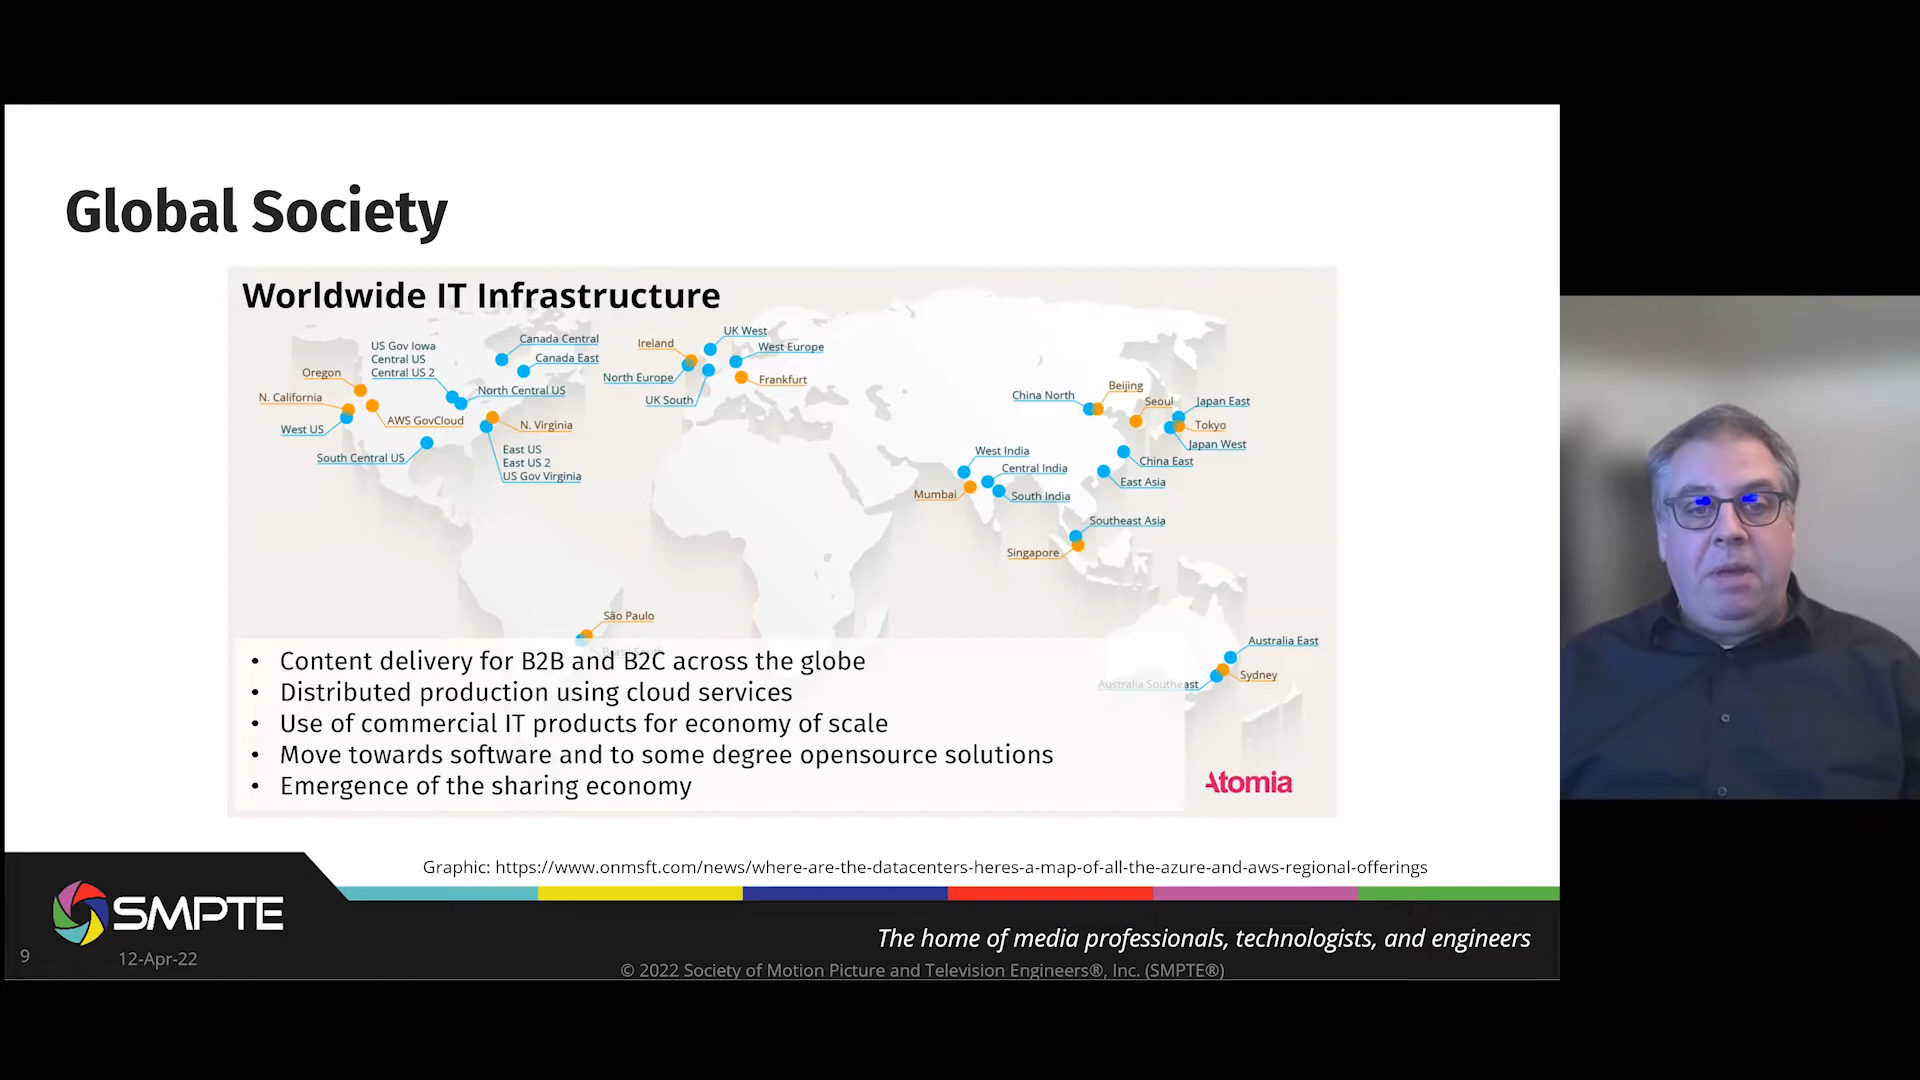 Global Society
Worldwide IT Infrastructure
UK West
Ireland
West Europe
North Europe
Frankfurt
UK South
Canada Central
Canada East
US Gov Iowa
Central US
Central US 2
Oregon
North Central US
N. California
AWS GovCloud
West US
N. Virginia
South Central US
East US
East US 2
US Gov Virginia
Beijing
China North
Seoul
Japan East
Tokyo
Japan West
China East
West India
Central India
East Asia
Mumbai
South India
Southeast Asia
Singapore
São Paulo
Brazil South
Australia East
Sydney
Australia Southeast
• Content delivery for B2B and B2C across the globe
• Distributed production using cloud services
• Use of commercial IT products for economy of scale
• Move towards software and to some degree opensource solutions
• Emergence of the sharing economy
Atomia
Graphic: https://www.onmsft.com/news/where-are-the-datacenters-heres-a-map-of-all-the-azure-and-aws-regional-offerings
SMPTE
The home of media professionals, technologists, and engineers
9
12-Apr-22
© 2022 Society of Motion Picture and Television Engineers®, Inc. (SMPTE®)